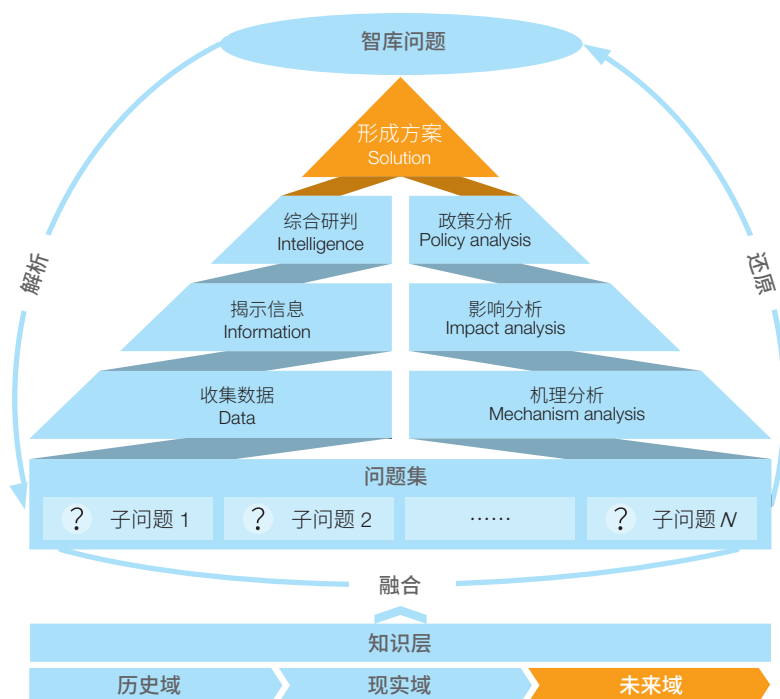 智库问题
形成方案
Solution
综合研判
Intelligence
政策分析
Policy analysis
解析
还原
揭示信息
Information
影响分析
Impact analysis
收集数据
Data
机理分析
Mechanism analysis
问题集
? 子问题 1
? 子问题 2
……
? 子问题 N
融合
知识层
历史域
现实域
未来域